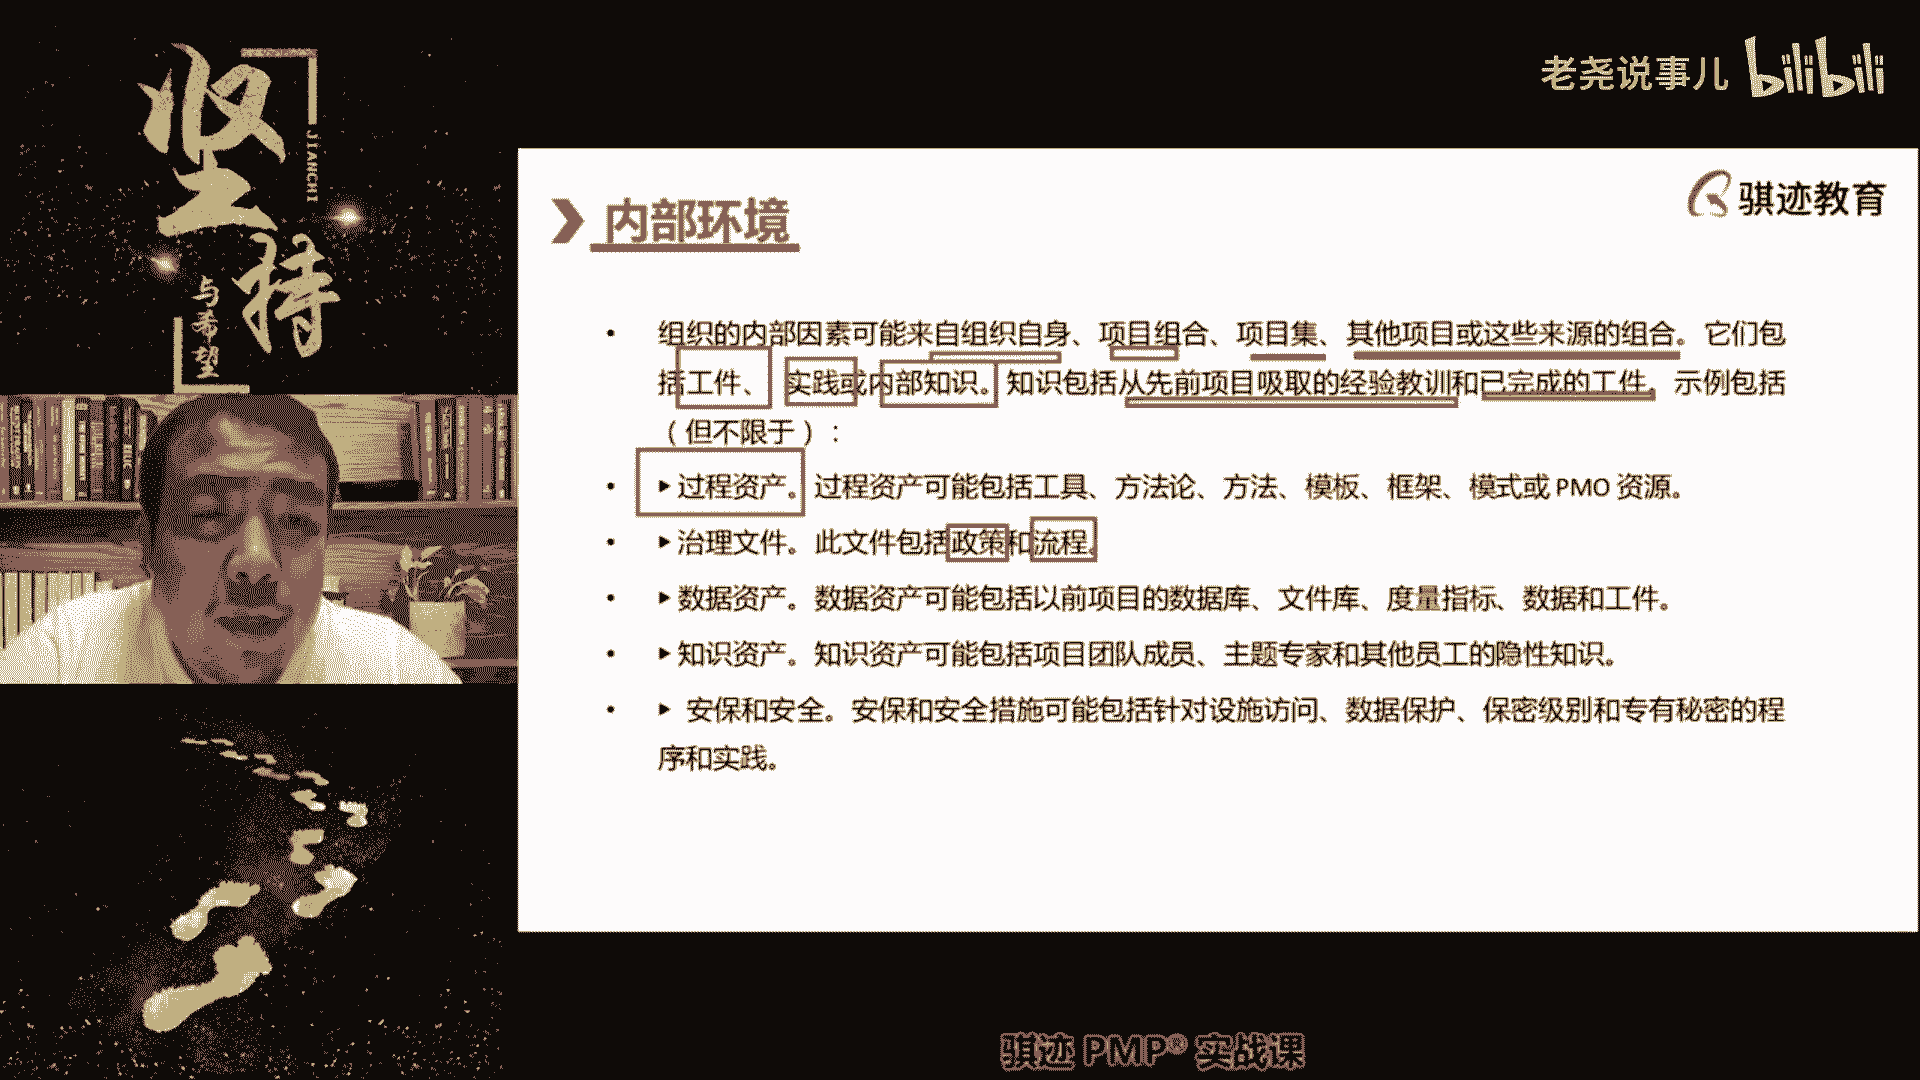 坚持
JIANCHI
与希望
老尧说事儿 bilibili
骐迹教育
内部环境
• 组织的内部因素可能来自组织自身、项目组合、项目集、其他项目或这些来源的组合。它们包
括工件、实践或内部知识。知识包括从先前项目吸取的经验教训和已完成的工件。示例包括
（但不限于）：
• ▶过程资产。过程资产可能包括工具、方法论、方法、模板、框架、模式或 PMO 资源。
• ▶治理文件。此文件包括政策和流程。
• ▶数据资产。数据资产可能包括以前项目的数据库、文件库、度量指标、数据和工件。
• ▶知识资产。知识资产可能包括项目团队成员、主题专家和其他员工的隐性知识。
• ▶ 安保和安全。安保和安全措施可能包括针对设施访问、数据保护、保密级别和专有秘密的程
序和实践。
骐迹 PMP® 实战课